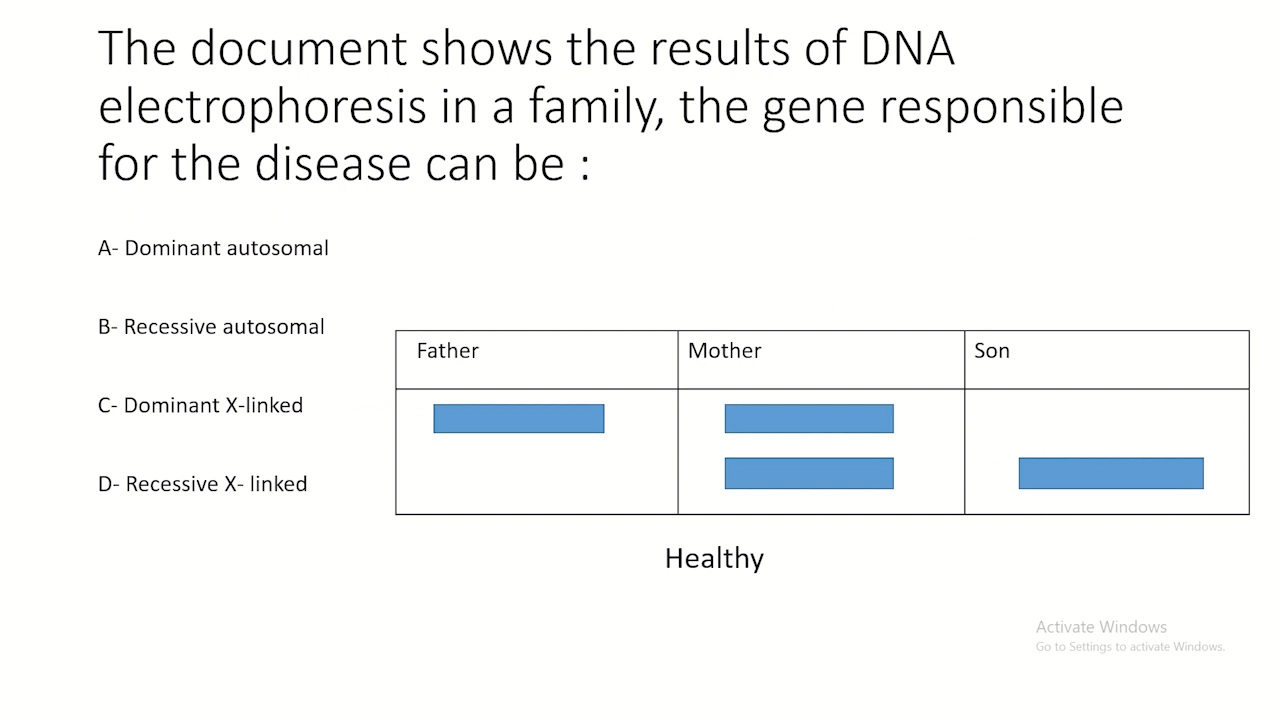 The document shows the results of DNA
electrophoresis in a family, the gene responsible
for the disease can be :
A- Dominant autosomal
B- Recessive autosomal
C- Dominant X-linked
D- Recessive X- linked
Father
Mother
Son
Healthy
Activate Windows
Go to Settings to activate Windows.